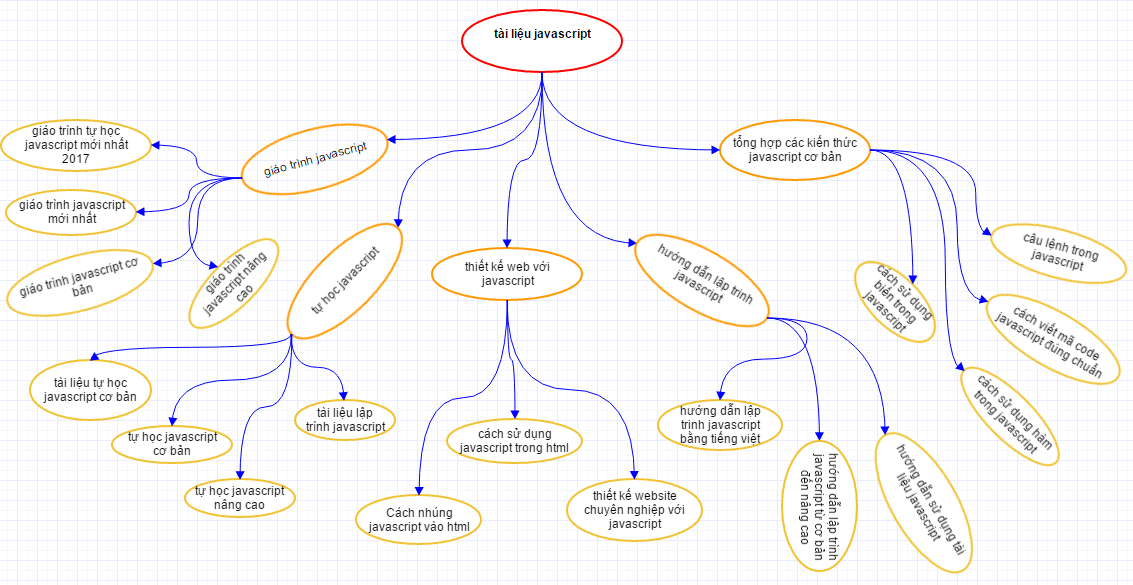 tài liệu javascript
giáo trình javascript
giáo trình tự học
javascript mới nhất
2017
giáo trình javascript
mới nhất
giáo trình javascript cơ
bản
giáo trình
javascript nâng
cao
tự học javascript
tài liệu tự học
javascript cơ bản
tự học javascript
cơ bản
tự học javascript
nâng cao
tài liệu lập
trình javascript
thiết kế web với
javascript
Cách nhúng
javascript vào html
cách sử dụng
javascript trong html
thiết kế website
chuyên nghiệp với
javascript
hướng dẫn lập trình
javascript
hướng dẫn lập
trình javascript
bằng tiếng việt
hướng dẫn lập trình
javascript từ cơ bản
đến nâng cao
hướng dẫn sử dụng tài
liệu javascript
tổng hợp các kiến thức
javascript cơ bản
cách sử dụng
biến trong
javascript
cách sử dụng hàm
trong javascript
cách viết mã code
javascript đúng chuẩn
câu lệnh trong
javascript